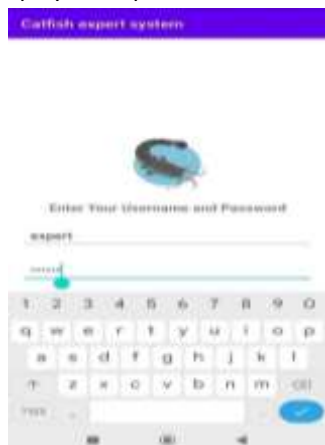 Catfish expert system
Enter Your Username and Password
expert
1 2 3 4 5 6 7 8 9 0
q w e r t y u i o p
a s d f g h j k l
z x c v b n m